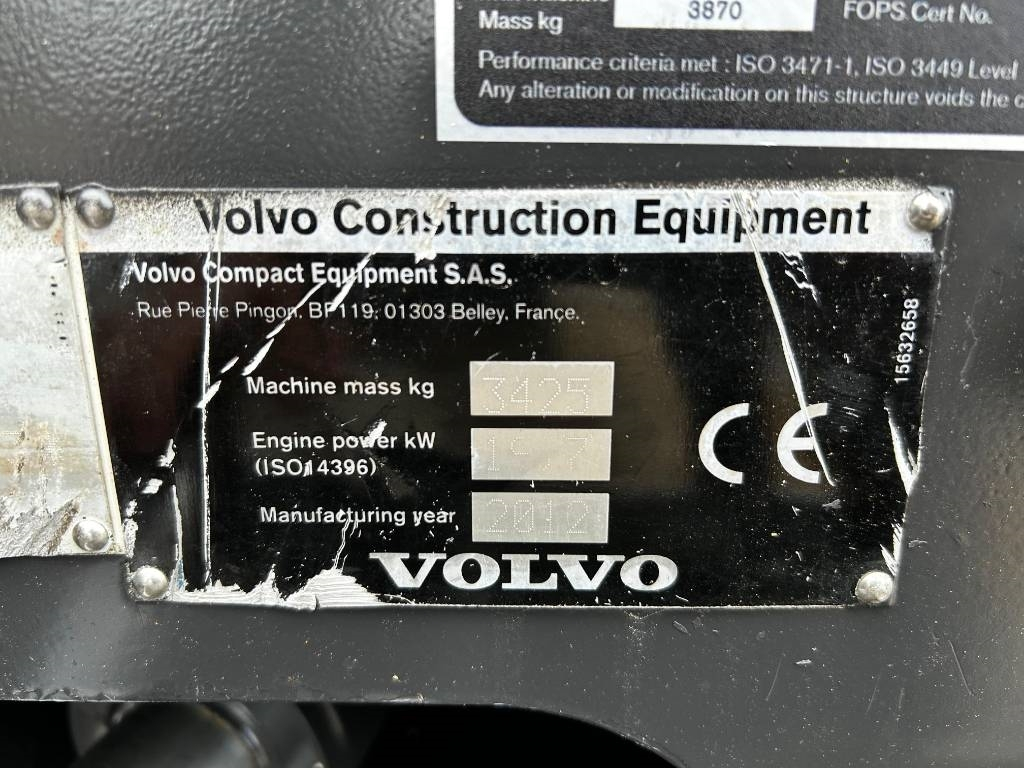 Mass kg 3870 FOPS Cert No.
Performance criteria met : ISO 3471-1, ISO 3449 Level
Any alteration or modification on this structure voids the
Volvo Construction Equipment
Volvo Compact Equipment S.A.S.
Rue Pierre Pingon, BP119, 01303 Belley, France.
15632658
Machine mass kg 3425
Engine power kW
(ISO14396)
Manufacturing year 2012
CE
VOLVO